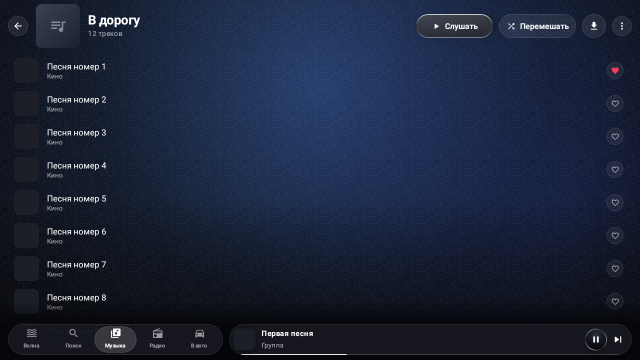 В дорогу
12 треков
Слушать
Перемешать
Песня номер 1
Кино
Песня номер 2
Кино
Песня номер 3
Кино
Песня номер 4
Кино
Песня номер 5
Кино
Песня номер 6
Кино
Песня номер 7
Кино
Песня номер 8
Кино
Волна
Поиск
Музыка
Радио
В авто
Первая песня
Группа